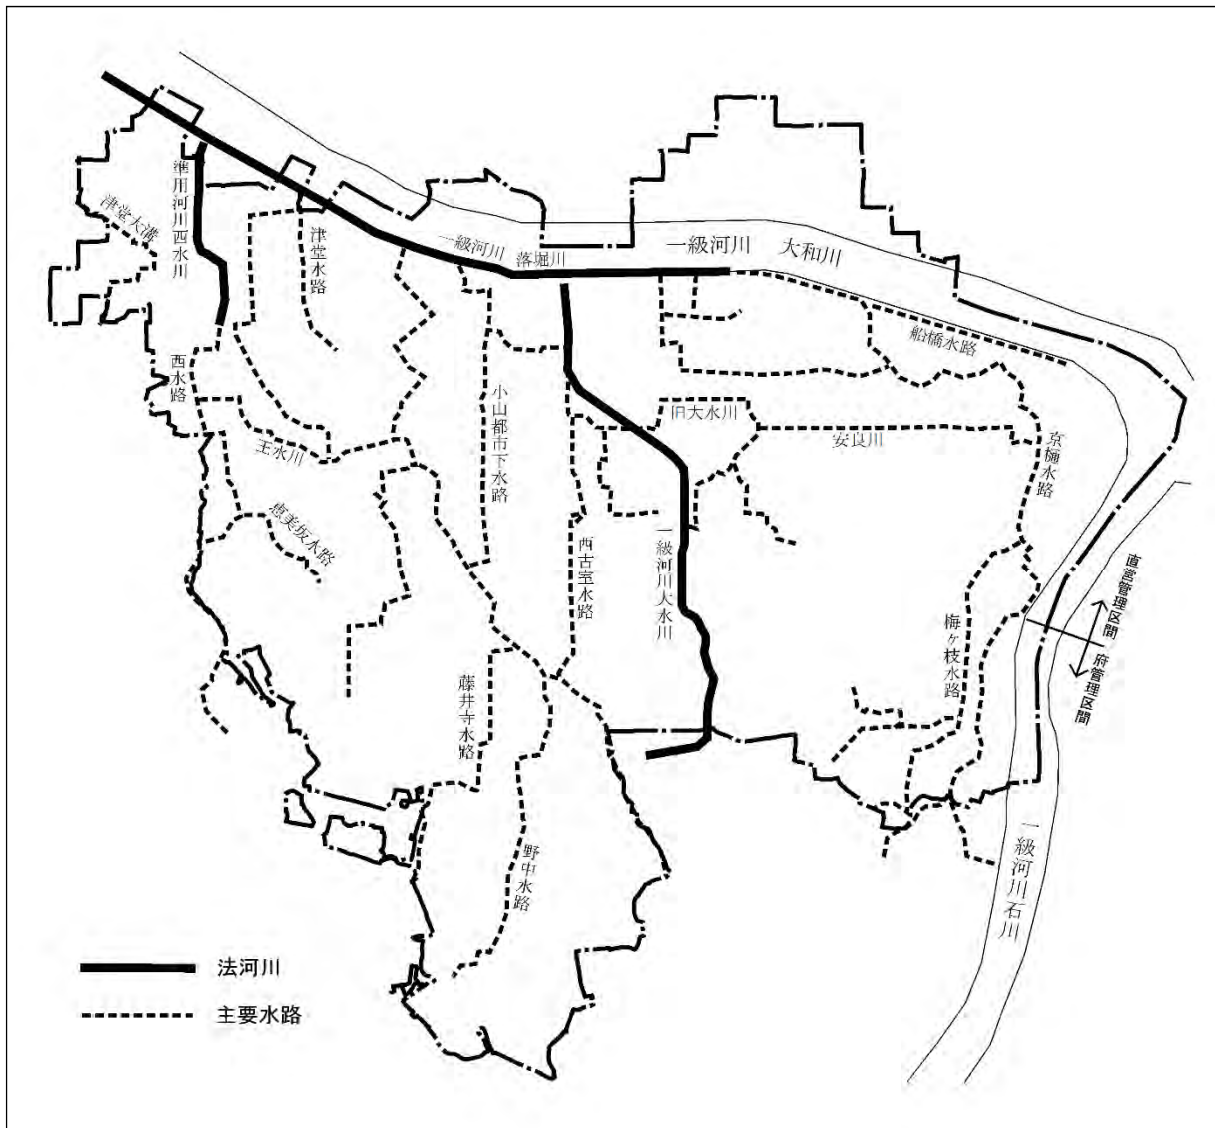 準用河川西水川
津堂大溝
津堂水路
一級河川 落堀川
一級河川 大和川
船橋水路
西水路
王水川
恵美坂水路
小山都市下水路
旧大水川
安良川
京樋水路
西古室水路
一級河川大水川
直営管理区間
府管理区間
梅ヶ枝水路
藤井寺水路
野中水路
一級河川石川
法河川
主要水路